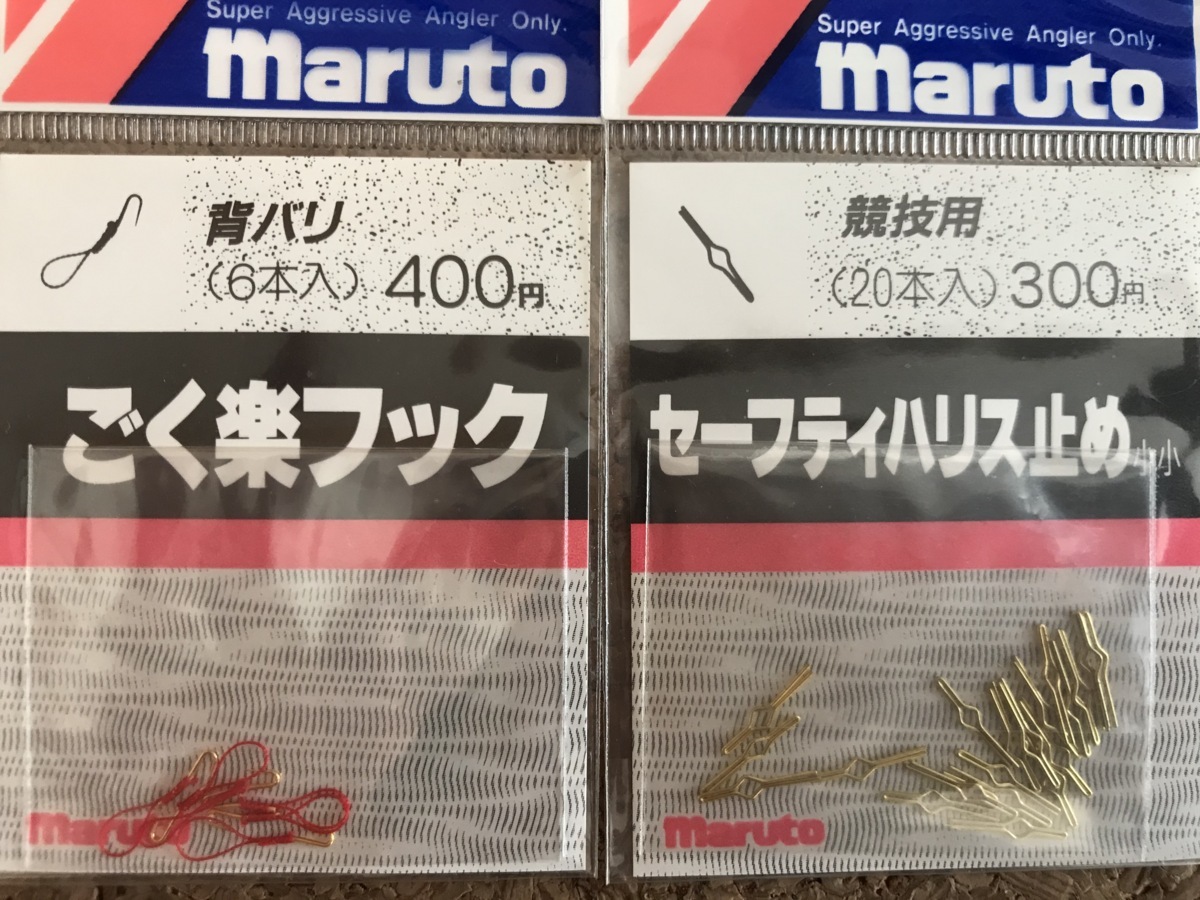 Super Aggressive Angler Only.
maruto
背バリ
(6本入) 400円
ごく楽フック
maruto
Super Aggressive Angler Only.
maruto
競技用
(20本入) 300円
セーフティハリス止め小小
maruto